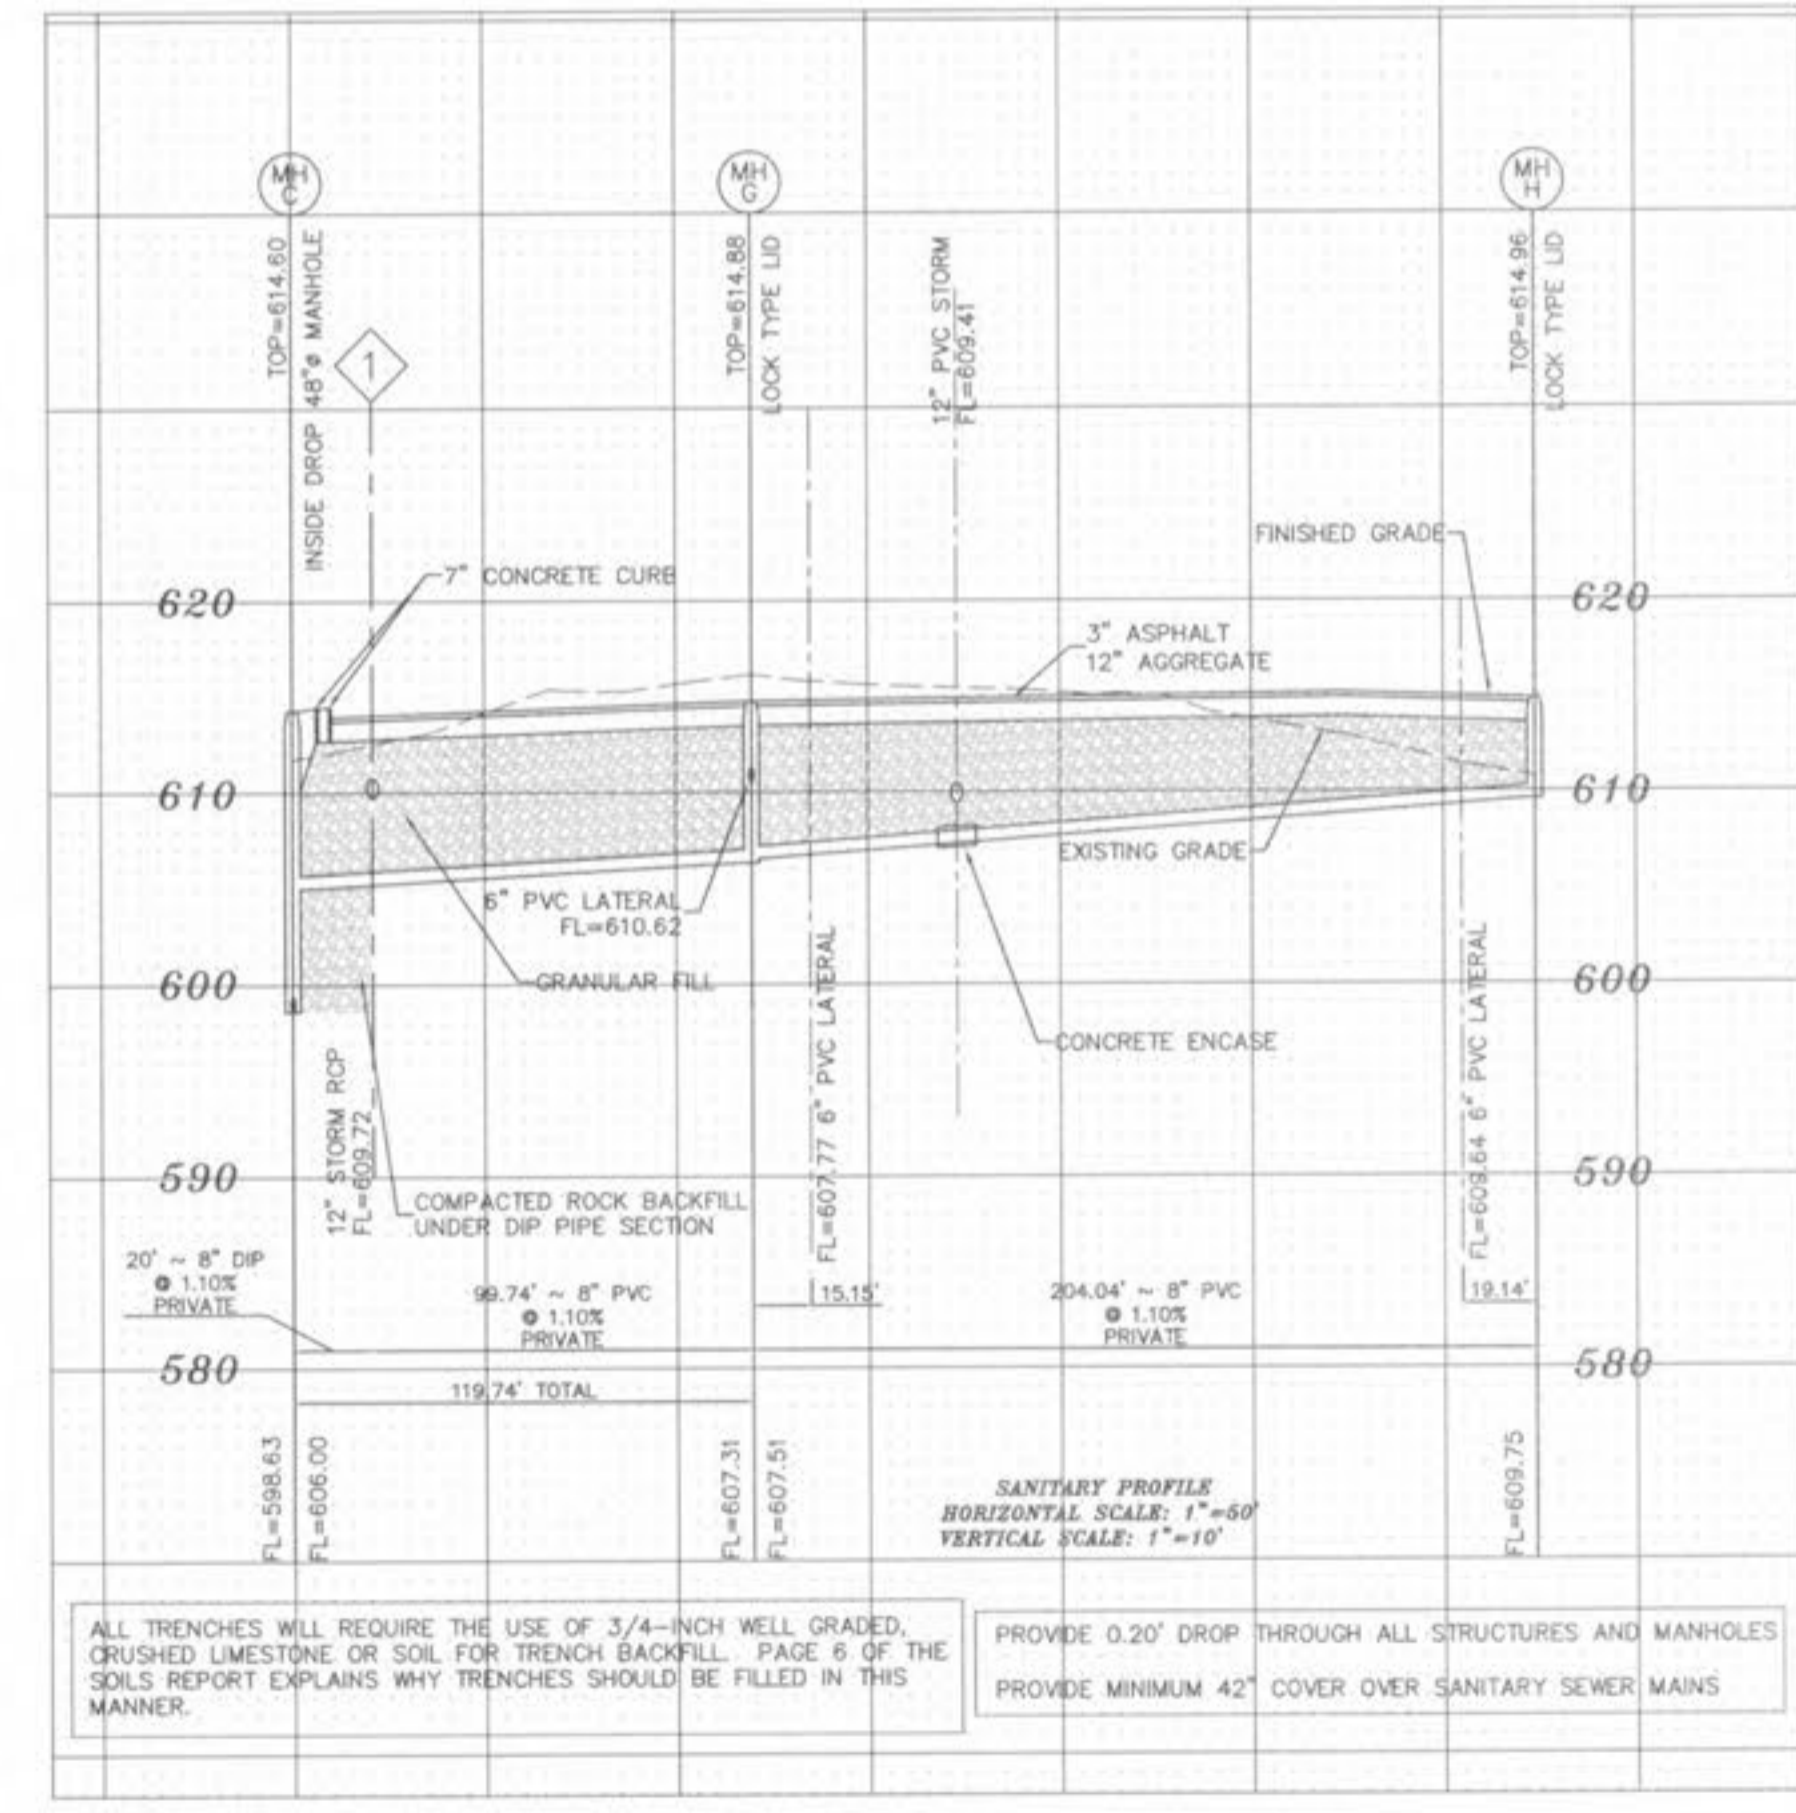 MH
C
MH
G
MH
H
TOP=614.60
INSIDE DROP 48"ø MANHOLE
1
TOP=614.88
LOCK TYPE LID
12" PVC STORM
FL=609.41
TOP=614.96
LOCK TYPE LID
FINISHED GRADE
7" CONCRETE CURB
620
620
3" ASPHALT
12" AGGREGATE
610
610
EXISTING GRADE
6" PVC LATERAL
FL=610.62
GRANULAR FILL
600
600
CONCRETE ENCASE
12" STORM RCP
FL=609.72
FL=607.77 6" PVC LATERAL
FL=609.64 6" PVC LATERAL
590
590
COMPACTED ROCK BACKFILL
UNDER DIP PIPE SECTION
20' ~ 8" DIP
@ 1.10%
PRIVATE
99.74' ~ 8" PVC
@ 1.10%
PRIVATE
15.15'
204.04' ~ 8" PVC
@ 1.10%
PRIVATE
19.14'
580
580
119.74' TOTAL
FL=598.63
FL=606.00
FL=607.31
FL=607.51
FL=609.75
SANITARY PROFILE
HORIZONTAL SCALE: 1"=50'
VERTICAL SCALE: 1"=10'
ALL TRENCHES WILL REQUIRE THE USE OF 3/4-INCH WELL GRADED,
CRUSHED LIMESTONE OR SOIL FOR TRENCH BACKFILL. PAGE 6 OF THE
SOILS REPORT EXPLAINS WHY TRENCHES SHOULD BE FILLED IN THIS
MANNER.
PROVIDE 0.20' DROP THROUGH ALL STRUCTURES AND MANHOLES
PROVIDE MINIMUM 42" COVER OVER SANITARY SEWER MAINS